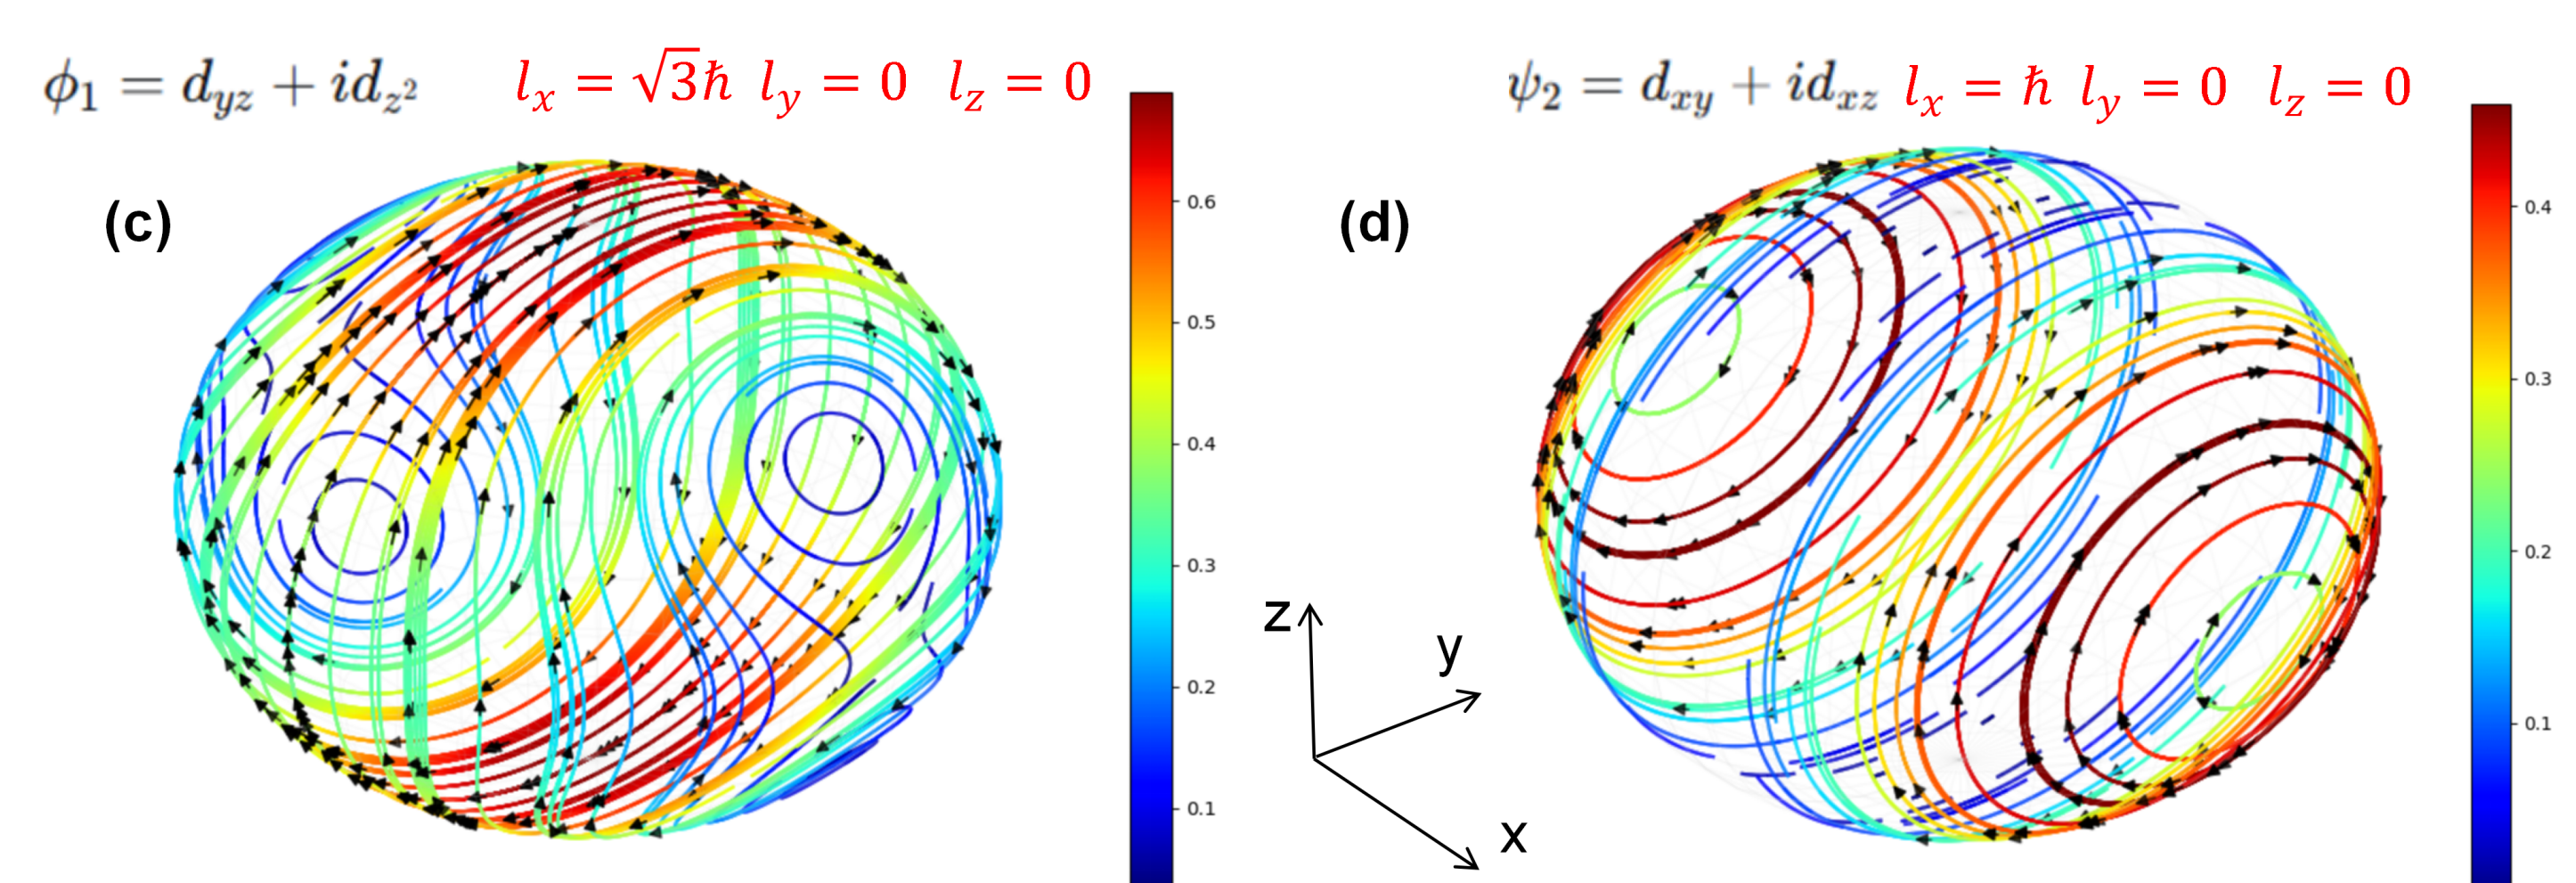 ϕ₁ = d_yz + id_z² l_x = √3ℏ l_y = 0 l_z = 0
ψ₂ = d_xy + id_xz l_x = ℏ l_y = 0 l_z = 0
(c)
0.6
0.5
0.4
0.3
0.2
0.1
z
y
x
(d)
0.4
0.3
0.2
0.1